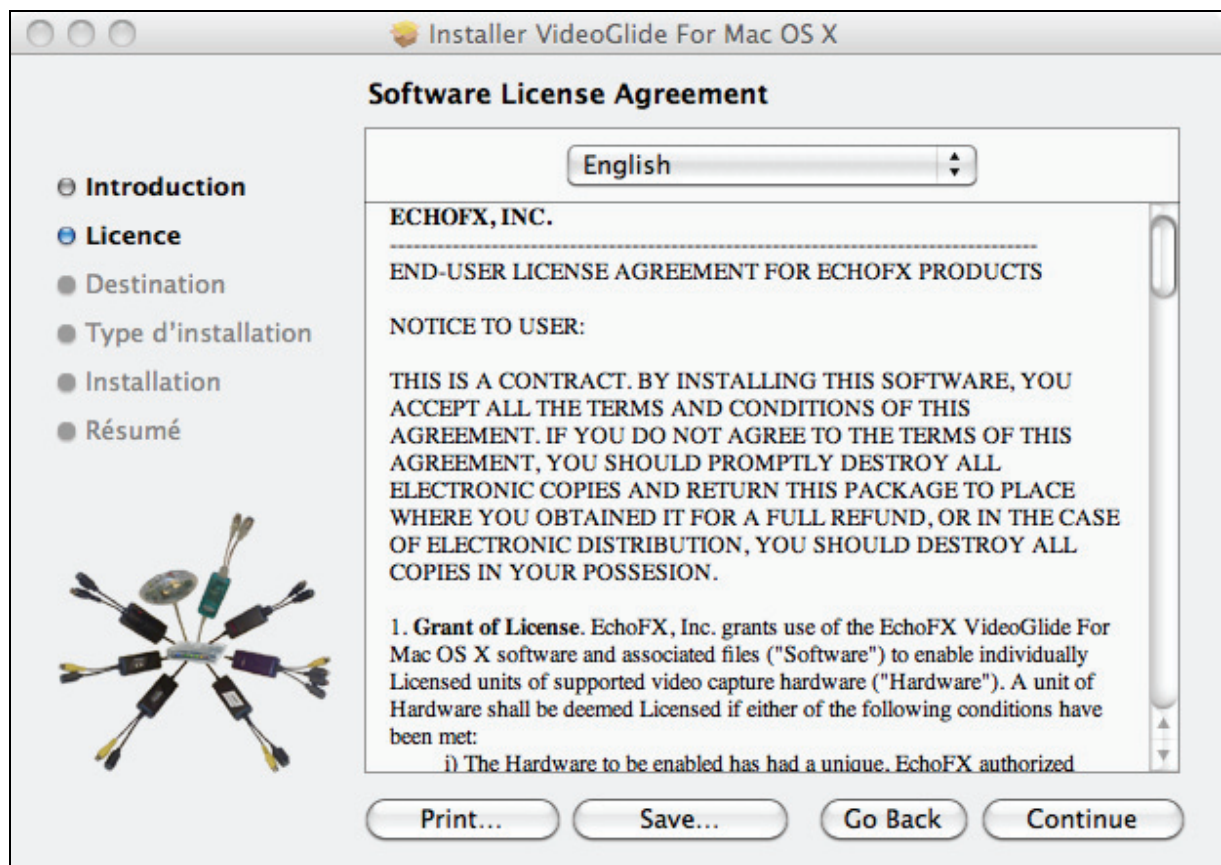 Installer VideoGlide For Mac OS X
Software License Agreement
Introduction
Licence
Destination
Type d'installation
Installation
Résumé
English
ECHOFX, INC.
--------------------------------------------------------------------------------
END-USER LICENSE AGREEMENT FOR ECHOFX PRODUCTS
NOTICE TO USER:
THIS IS A CONTRACT. BY INSTALLING THIS SOFTWARE, YOU
ACCEPT ALL THE TERMS AND CONDITIONS OF THIS
AGREEMENT. IF YOU DO NOT AGREE TO THE TERMS OF THIS
AGREEMENT, YOU SHOULD PROMPTLY DESTROY ALL
ELECTRONIC COPIES AND RETURN THIS PACKAGE TO PLACE
WHERE YOU OBTAINED IT FOR A FULL REFUND, OR IN THE CASE
OF ELECTRONIC DISTRIBUTION, YOU SHOULD DESTROY ALL
COPIES IN YOUR POSSESION.
1. Grant of License. EchoFX, Inc. grants use of the EchoFX VideoGlide For
Mac OS X software and associated files ("Software") to enable individually
Licensed units of supported video capture hardware ("Hardware"). A unit of
Hardware shall be deemed Licensed if either of the following conditions have
been met:
i) The Hardware to be enabled has had a unique, EchoFX authorized
Print...
Save...
Go Back
Continue